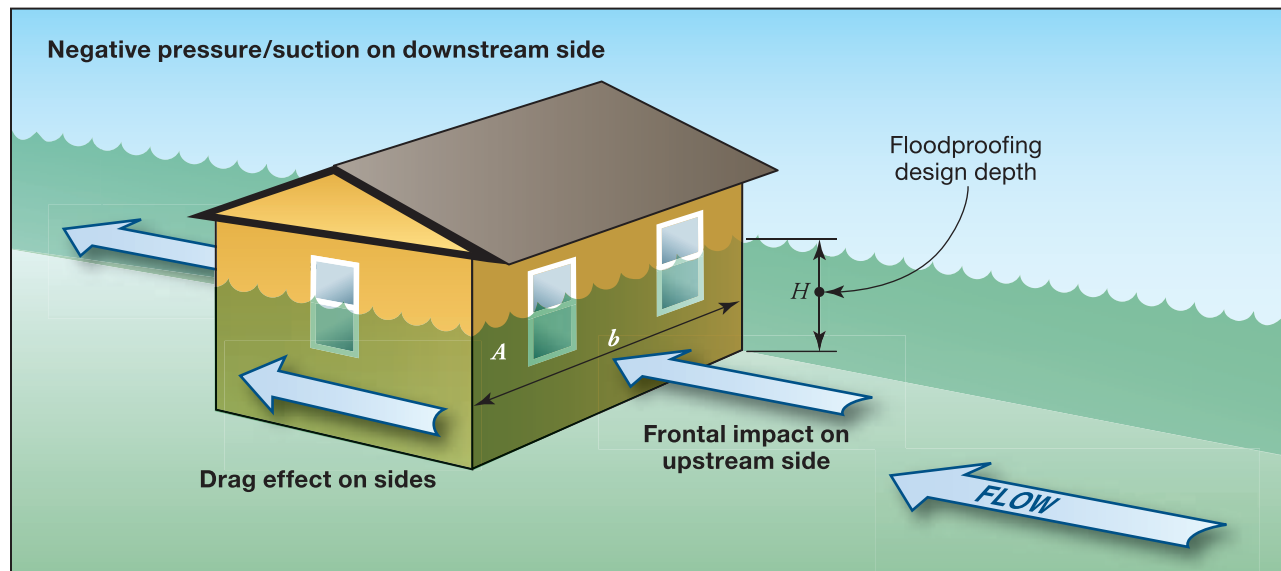 Negative pressure/suction on downstream side
Floodproofing
design depth
H
A
b
Frontal impact on
upstream side
Drag effect on sides
FLOW